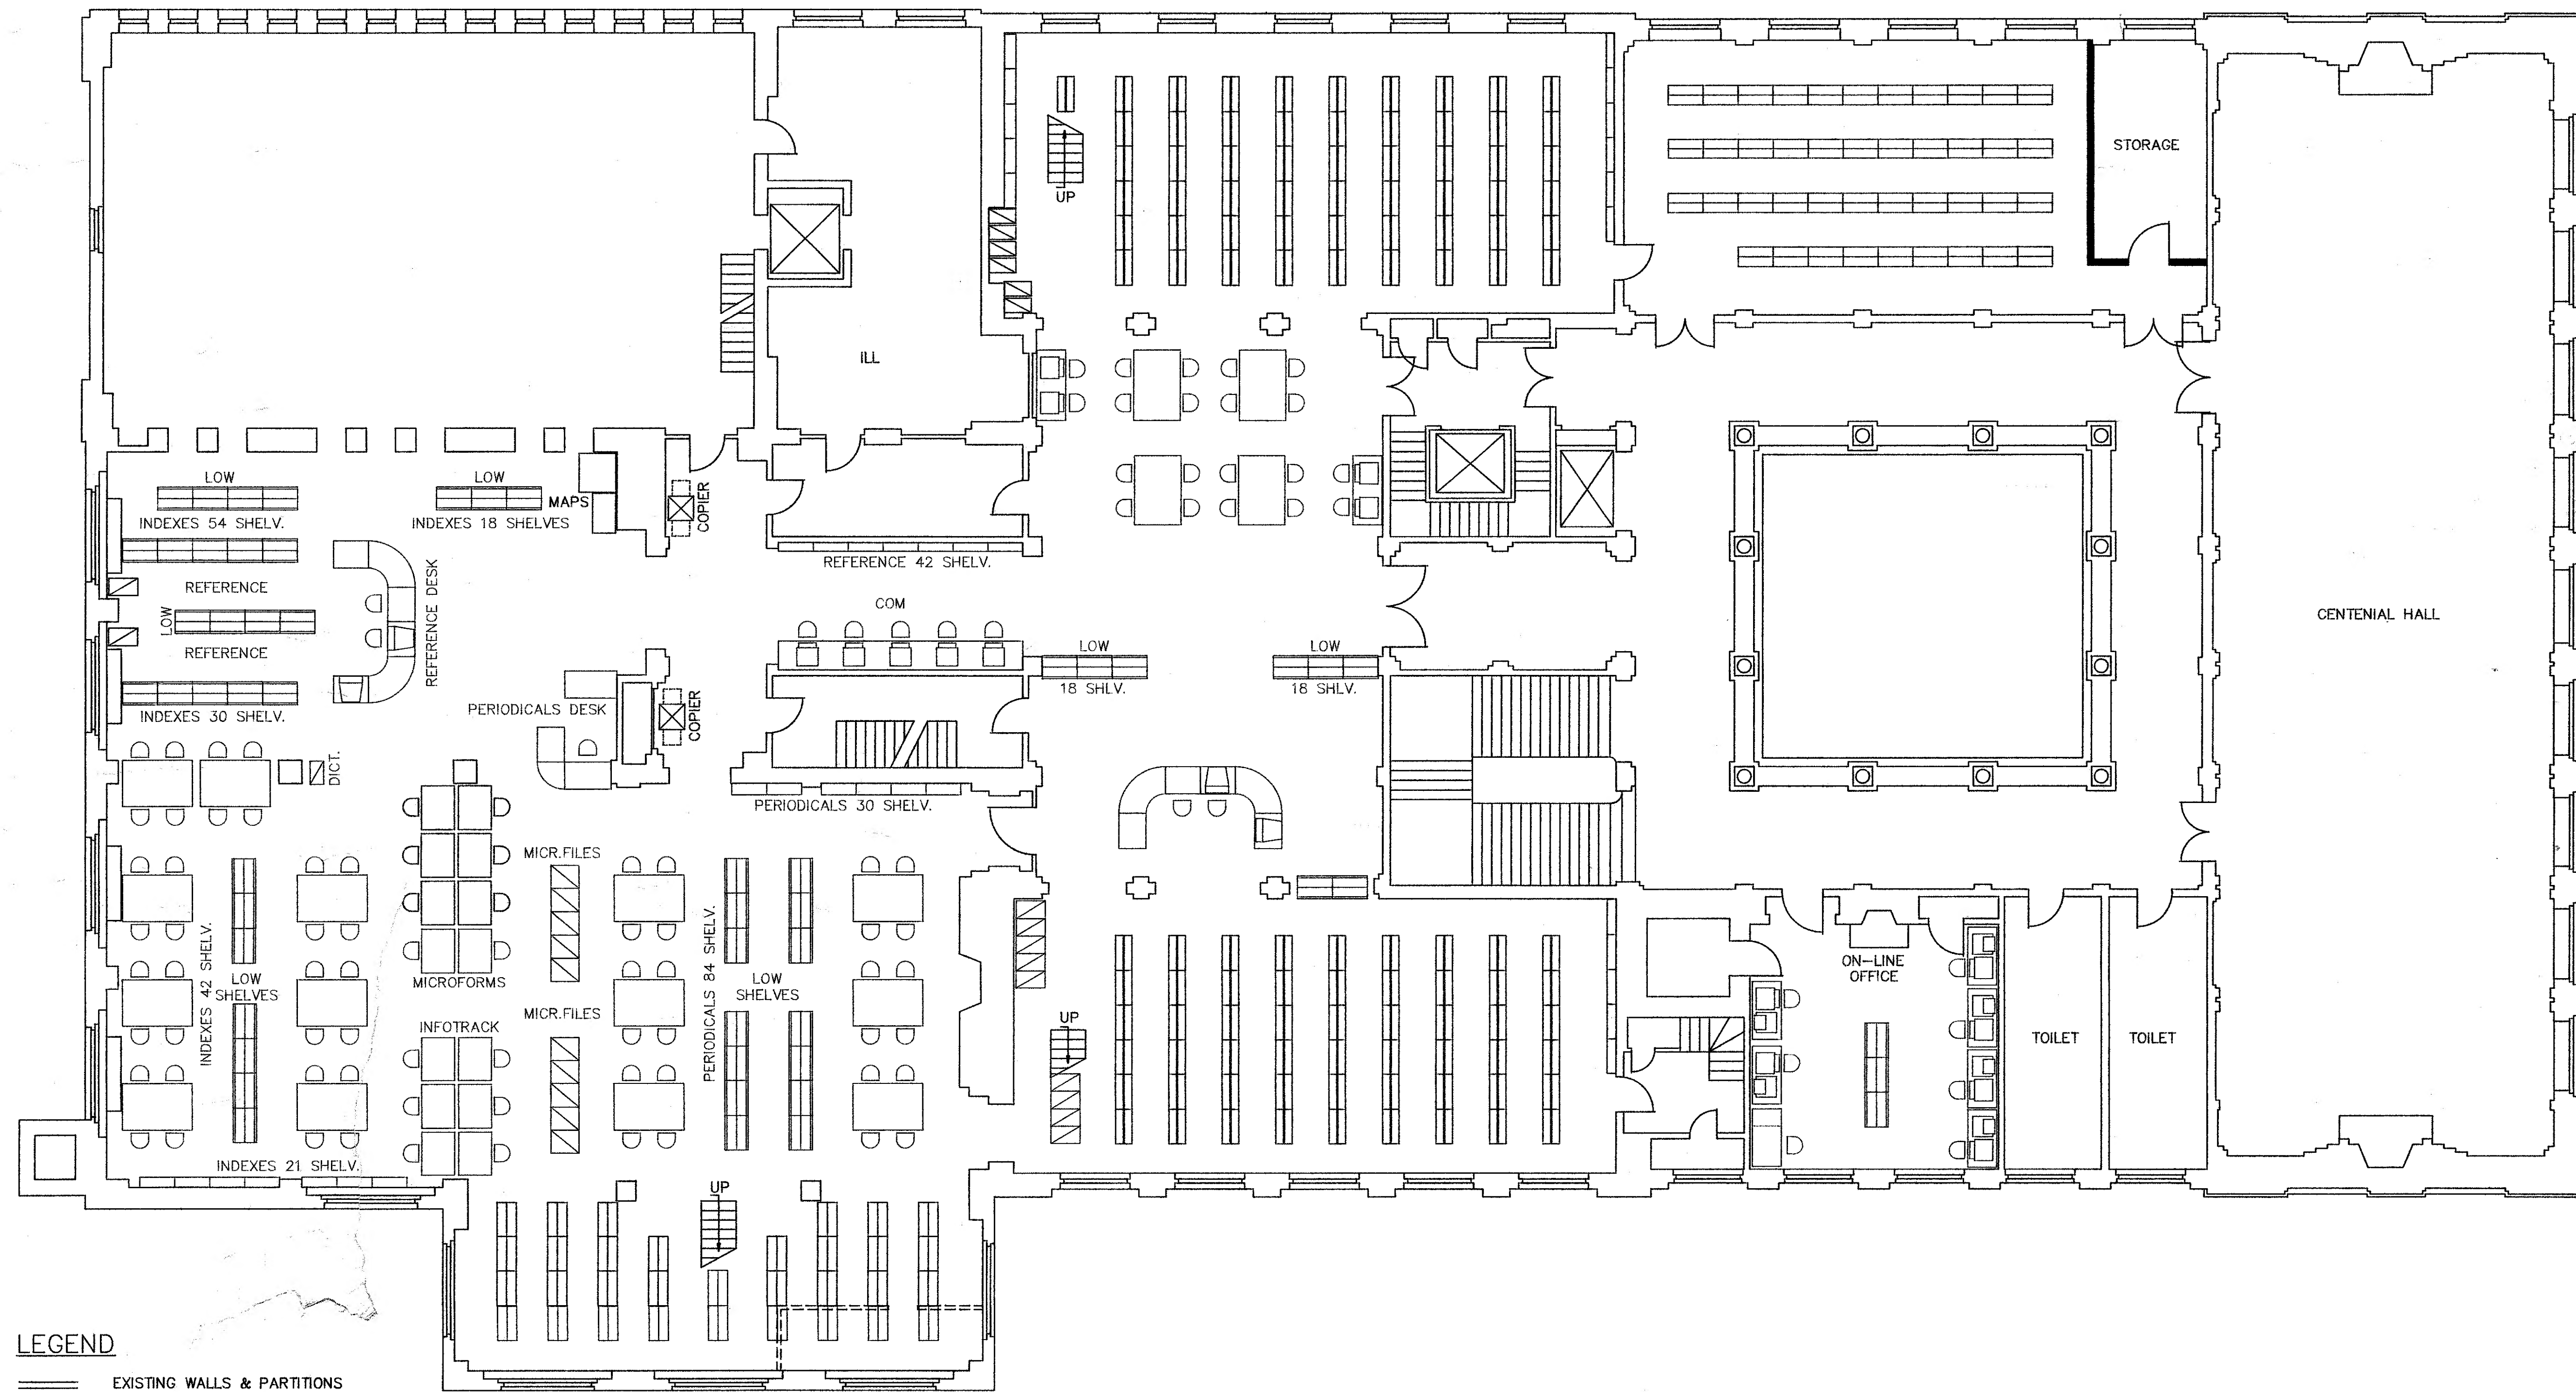 STORAGE
UP
ILL
LOW
LOW
MAPS
COPIER
INDEXES 54 SHELV.
INDEXES 18 SHELVES
REFERENCE 42 SHELV.
REFERENCE
REFERENCE DESK
LOW
COM
CENTENIAL HALL
REFERENCE
LOW
LOW
18 SHLV.
18 SHLV.
INDEXES 30 SHELV.
PERIODICALS DESK
COPIER
DICT.
PERIODICALS 30 SHELV.
MICR.FILES
INDEXES 42 SHELV.
PERIODICALS 84 SHELV.
ON-LINE
OFFICE
LOW
SHELVES
MICROFORMS
LOW
SHELVES
MICR.FILES
UP
INFOTRACK
TOILET
TOILET
INDEXES 21 SHELV.
UP
LEGEND
EXISTING WALLS & PARTITIONS